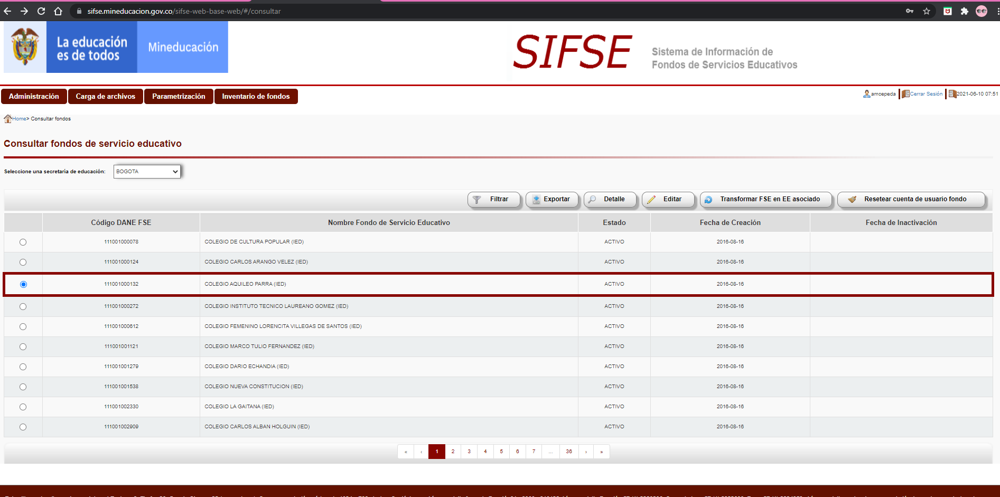 sifse.mineducacion.gov.co/sifse-web-base-web/#/consultar
La educación
es de todos
Mineducación
SIFSE
Sistema de Información de
Fondos de Servicios Educativos
Administración Carga de archivos Parametrización Inventario de fondos
amcepeda Cerrar Sesión 2021-06-10 07:51
Home> Consultar fondos
Consultar fondos de servicio educativo
Seleccione una secretaría de educación: BOGOTA
Filtrar Exportar Detalle Editar Transformar FSE en EE asociado Resetear cuenta de usuario fondo
Código DANE FSE Nombre Fondo de Servicio Educativo Estado Fecha de Creación Fecha de Inactivación
111001000078 COLEGIO DE CULTURA POPULAR (IED) ACTIVO 2016-08-16
111001000124 COLEGIO CARLOS ARANGO VELEZ (IED) ACTIVO 2016-08-16
111001000132 COLEGIO AQUILEO PARRA (IED) ACTIVO 2016-08-16
111001000272 COLEGIO INSTITUTO TECNICO LAUREANO GOMEZ (IED) ACTIVO 2016-08-16
111001000612 COLEGIO FEMENINO LORENCITA VILLEGAS DE SANTOS (IED) ACTIVO 2016-08-16
111001001121 COLEGIO MARCO TULIO FERNANDEZ (IED) ACTIVO 2016-08-16
111001001279 COLEGIO DARIO ECHANDIA (IED) ACTIVO 2016-08-16
111001001538 COLEGIO NUEVA CONSTITUCION (IED) ACTIVO 2016-08-16
111001002330 COLEGIO LA GAITANA (IED) ACTIVO 2016-08-16
111001002909 COLEGIO CARLOS ALBAN HOLGUIN (IED) ACTIVO 2016-08-16
« ‹ 1 2 3 4 5 6 7 ... 36 › »